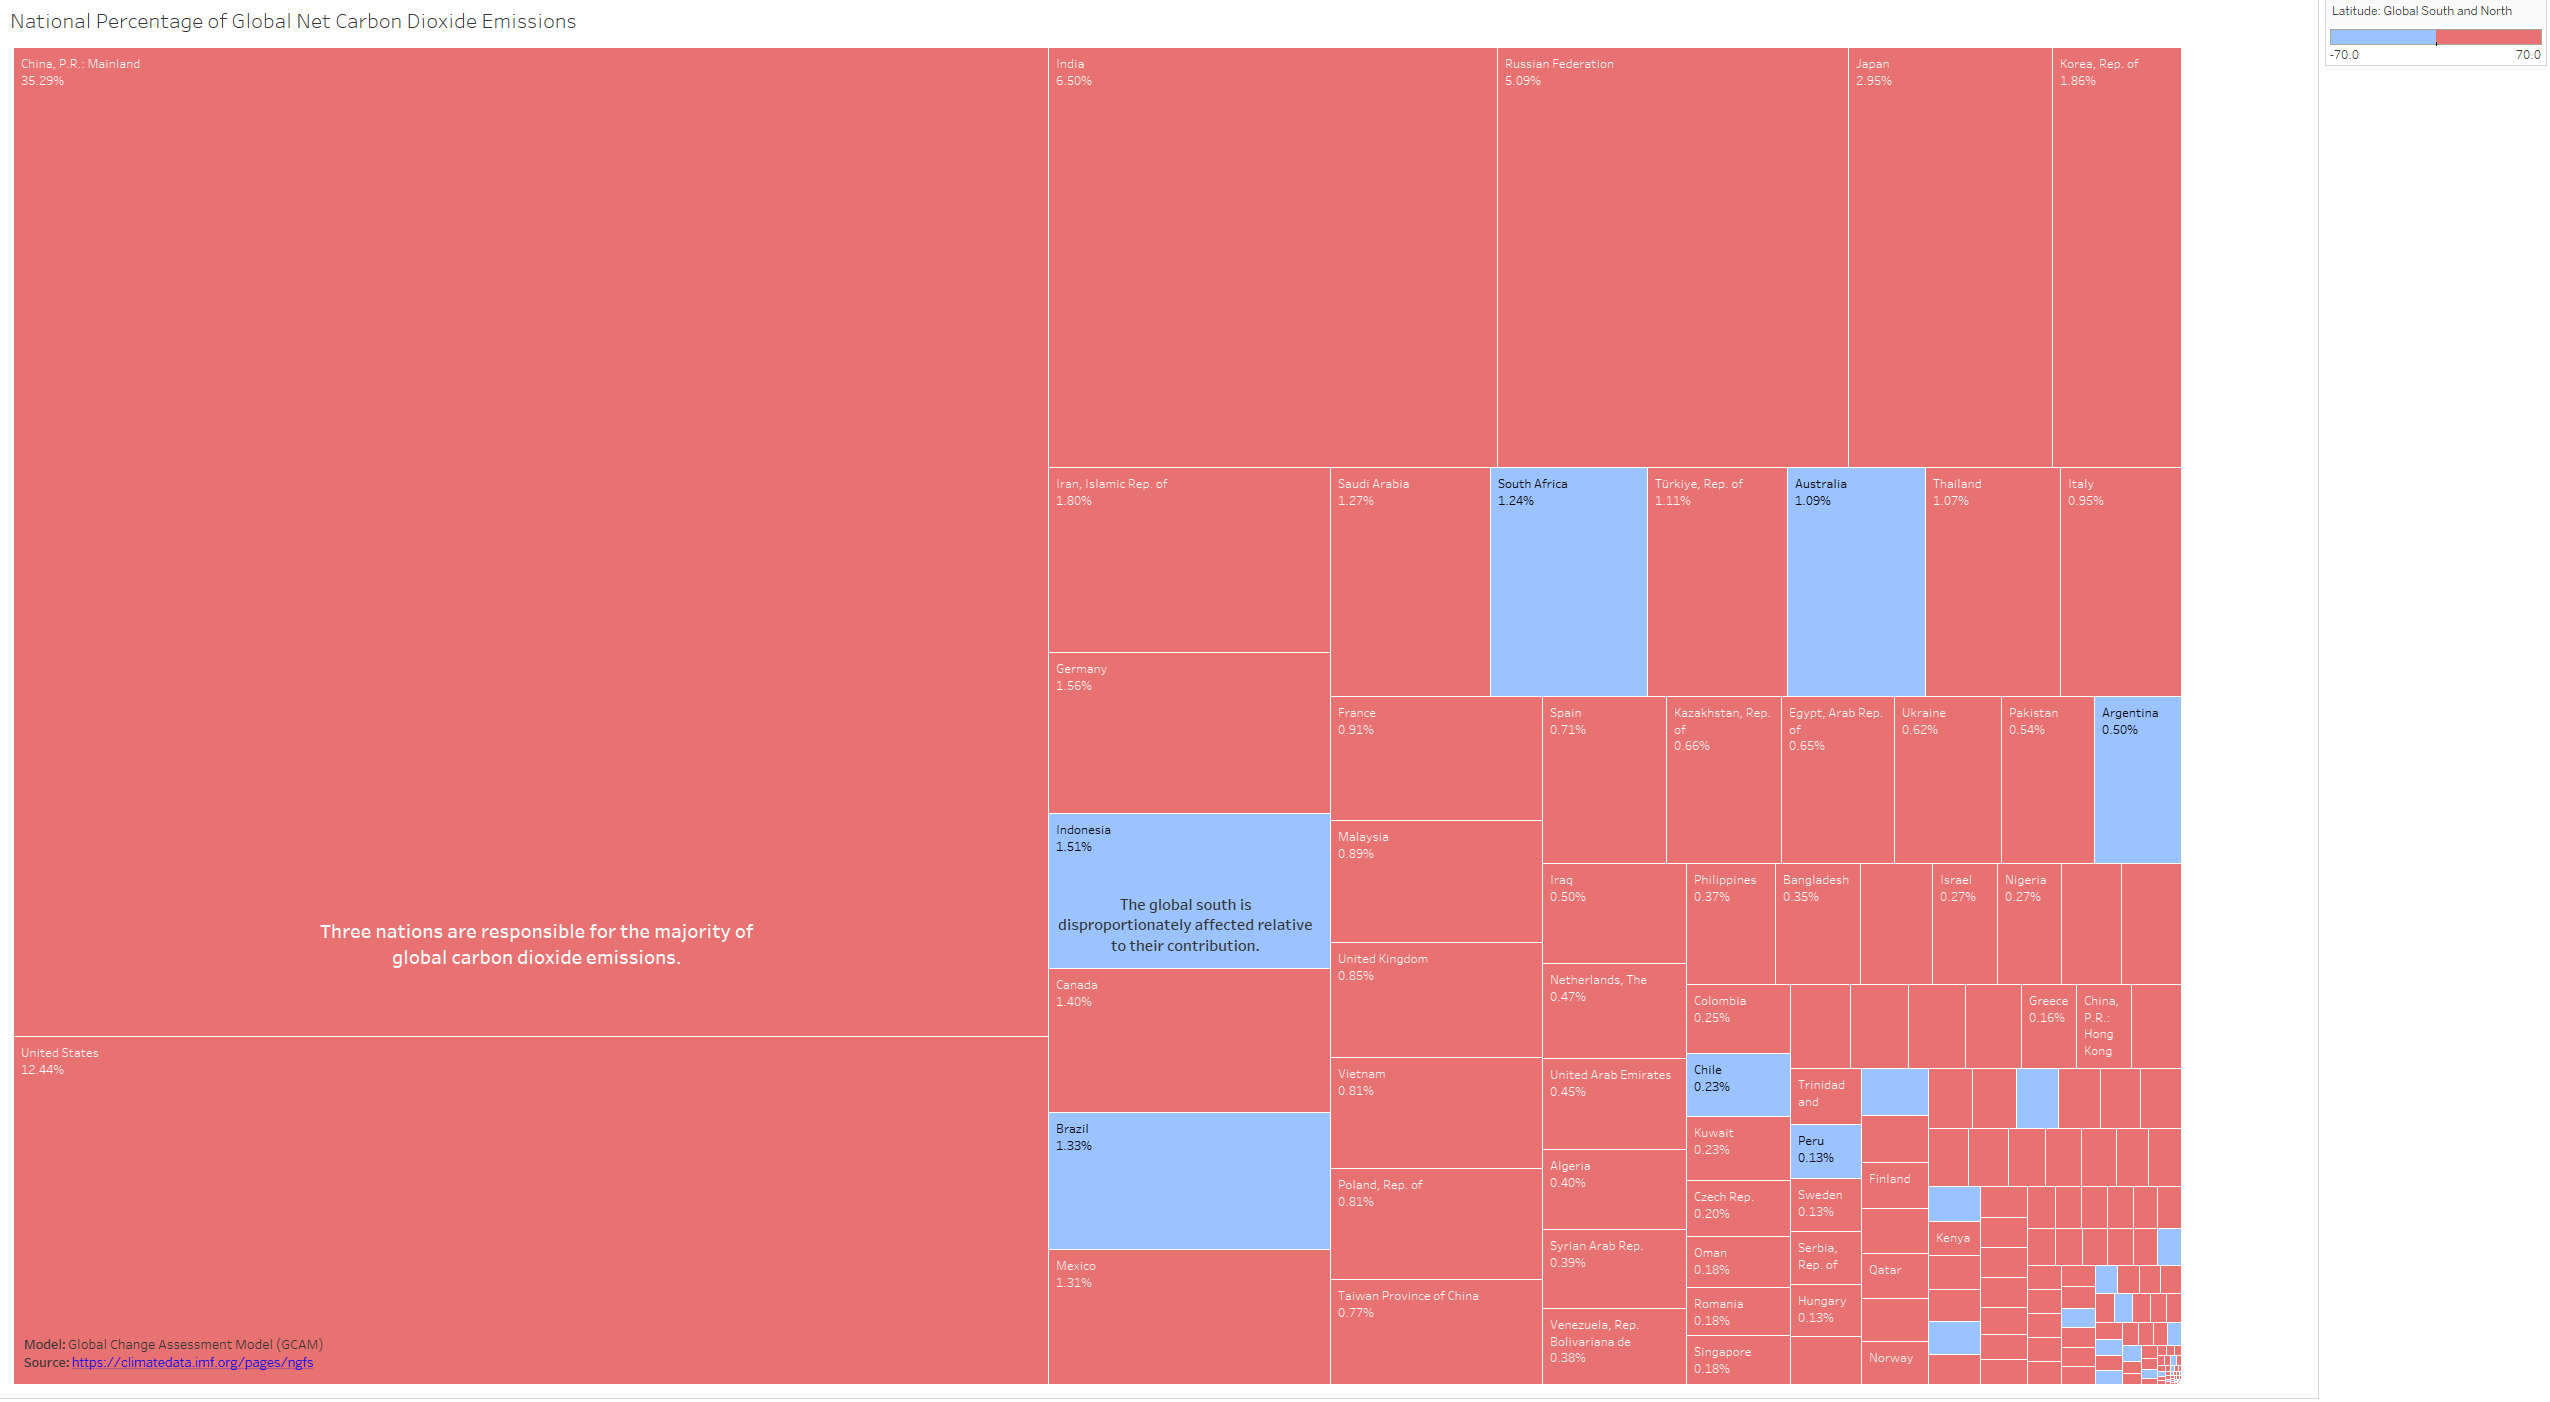 National Percentage of Global Net Carbon Dioxide Emissions
Latitude: Global South and North
-70.0
70.0
China, P.R.: Mainland
35.29%
Three nations are responsible for the majority of
global carbon dioxide emissions.
United States
12.44%
Model: Global Change Assessment Model (GCAM)
Source: https://climatedata.imf.org/pages/ngfs
India
6.50%
Russian Federation
5.09%
Japan
2.95%
Korea, Rep. of
1.86%
Iran, Islamic Rep. of
1.80%
Germany
1.56%
Indonesia
1.51%
The global south is
disproportionately affected relative
to their contribution.
Canada
1.40%
Brazil
1.33%
Mexico
1.31%
Saudi Arabia
1.27%
South Africa
1.24%
Türkiye, Rep. of
1.11%
Australia
1.09%
Thailand
1.07%
Italy
0.95%
France
0.91%
Malaysia
0.89%
United Kingdom
0.85%
Vietnam
0.81%
Poland, Rep. of
0.81%
Taiwan Province of China
0.77%
Spain
0.71%
Kazakhstan, Rep.
of
0.66%
Egypt, Arab Rep.
of
0.65%
Ukraine
0.62%
Pakistan
0.54%
Argentina
0.50%
Iraq
0.50%
Netherlands, The
0.47%
United Arab Emirates
0.45%
Algeria
0.40%
Syrian Arab Rep.
0.39%
Venezuela, Rep.
Bolivariana de
0.38%
Philippines
0.37%
Bangladesh
0.35%
Israel
0.27%
Nigeria
0.27%
Colombia
0.25%
Chile
0.23%
Kuwait
0.23%
Czech Rep.
0.20%
Oman
0.18%
Romania
0.18%
Singapore
0.18%
Greece
0.16%
China,
P.R.:
Hong
Kong
Trinidad
and
Peru
0.13%
Sweden
0.13%
Serbia,
Rep. of
Hungary
0.13%
Finland
Qatar
Norway
Kenya